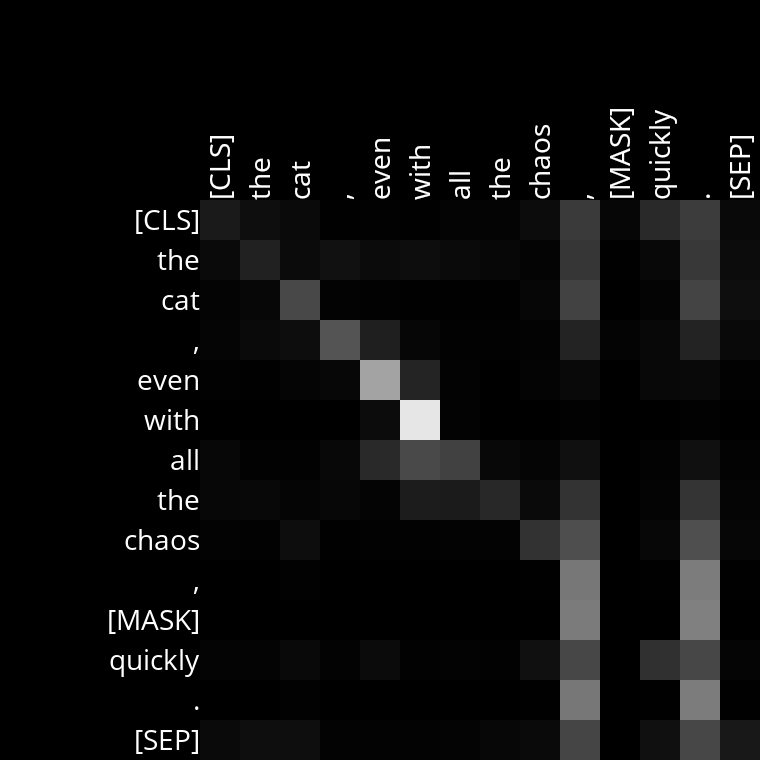 [CLS] the cat , even with all the chaos , [MASK] quickly . [SEP]
[CLS]
the
cat
,
even
with
all
the
chaos
,
[MASK]
quickly
.
[SEP]